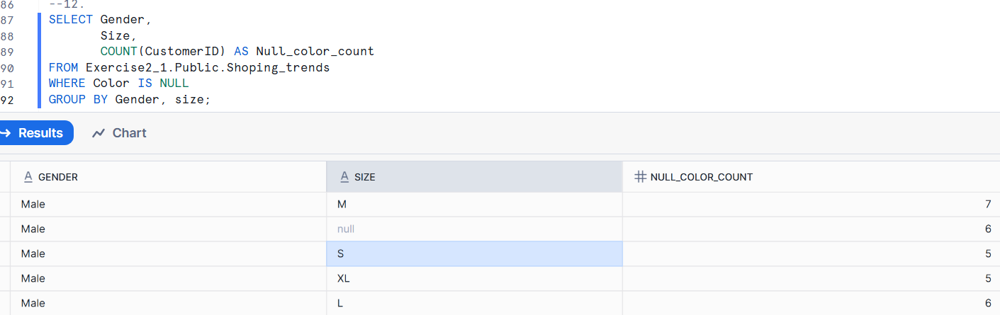 86 --12.
87 SELECT Gender,
88 Size,
89 COUNT(CustomerID) AS Null_color_count
90 FROM Exercise2_1.Public.Shoping_trends
91 WHERE Color IS NULL
92 GROUP BY Gender, size;
Results Chart
GENDER SIZE NULL_COLOR_COUNT
Male M 7
Male null 6
Male S 5
Male XL 5
Male L 6